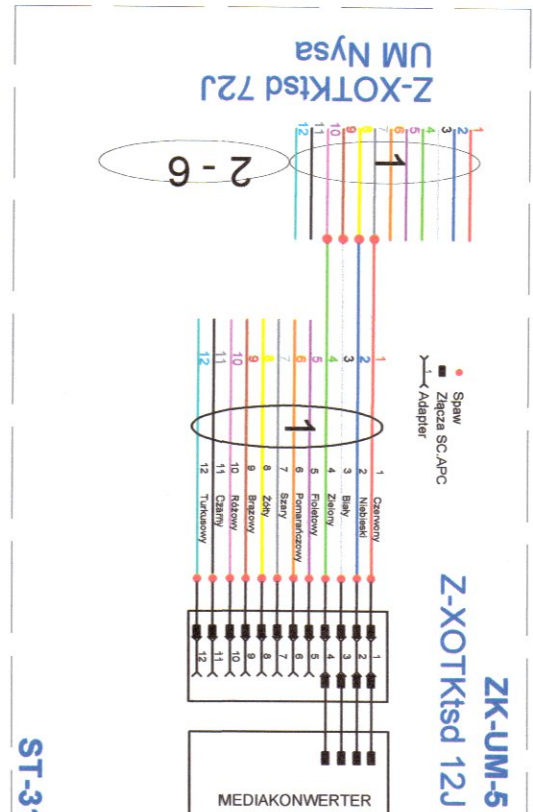 UM Nysa
Z-XOTKtsd 72J
2 - 6
1
12 11 10 9 8 7 6 5 4 3 2 1
Spaw
Złącza SC.APC
1 Adapter
12 11 10 9 8 7 6 5 4 3 2 1
1
1 Czerwony
2 Niebieski
3 Biały
4 Zielony
5 Fioletowy
6 Pomarańczowy
7 Szary
8 Żółty
9 Brązowy
10 Różowy
11 Czarny
12 Turkusowy
ZK-UM-5
Z-XOTKtsd 12J
12 11 10 9 8 7 6 5 4 3 2 1
MEDIAKONWERTER